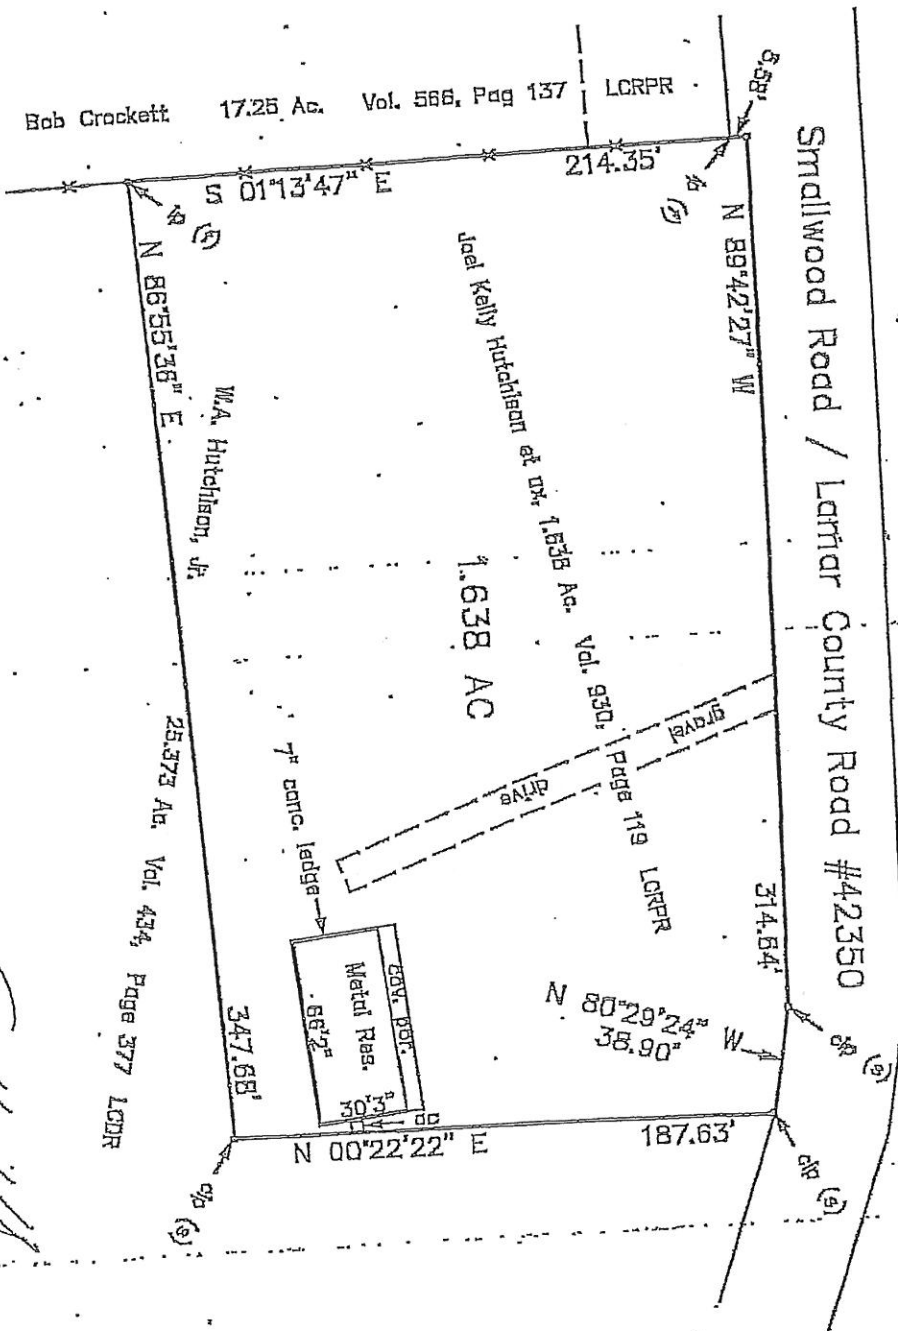 Bob Crockett 17.25 Ac. Vol. 566, Pag 137 LCRPR
5.58'
214.35'
S 01°13'47" E
Smallwood Road / Lamar County Road #42350
N 89°42'27" W
314.64'
N 80°29'24" W
38.90"
Joel Kelly Hutchison et ux, 1.638 Ac. Vol. 930, Page 119 LCRPR
1.638 AC
gravel
drive
7" conc. ledge
cov. por.
Metal Res.
66'2"
30'3"
AC
N 00°22'22" E
187.63'
N 86°55'36" E
347.68'
W.A. Hutchison, Jr.
25.373 Ac. Vol. 434, Page 377 LCDR
(s)
(s)
(s)